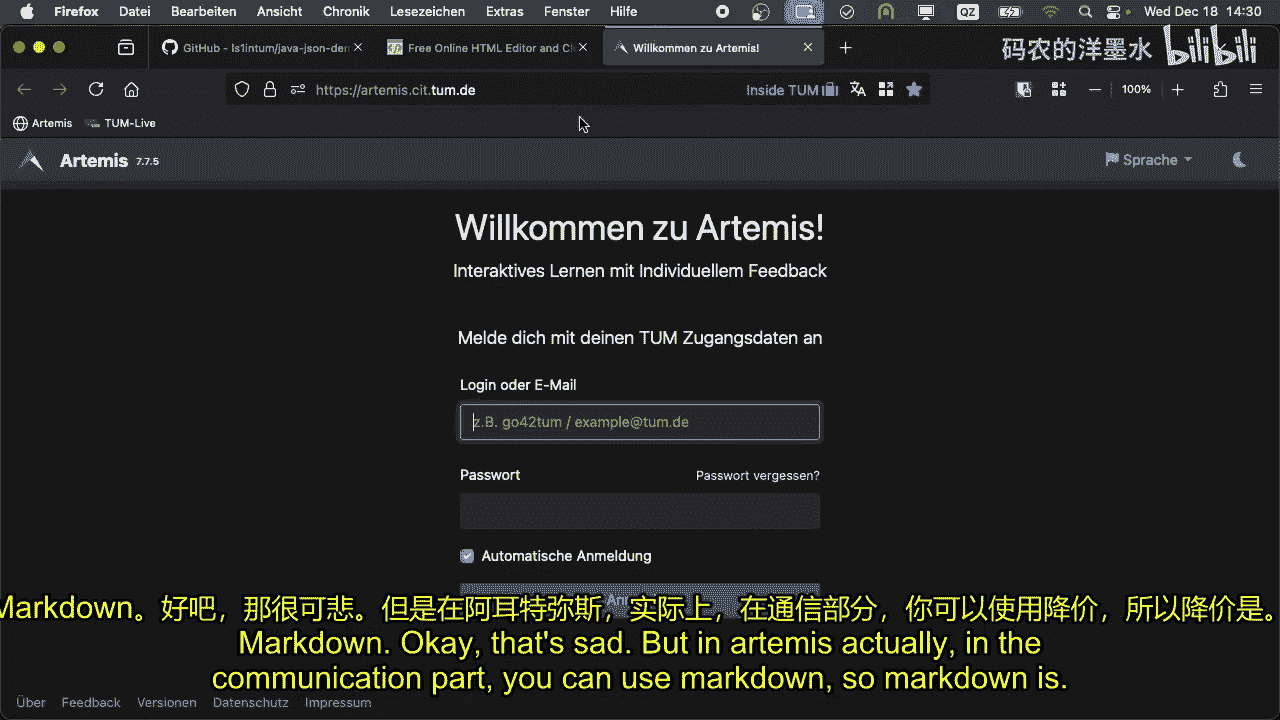 Firefox Datei Bearbeiten Ansicht Chronik Lesezeichen Extras Fenster Hilfe QZ Wed Dec 18 14:30
GitHub - ls1intum/java-json-der
Free Online HTML Editor and Cl
Willkommen zu Artemis!
码农的洋墨水 bilibili
https://artemis.cit.tum.de Inside TUM 100%
Artemis TUM-Live
Artemis 7.7.5 Sprache
Willkommen zu Artemis!
Interaktives Lernen mit Individuellem Feedback
Melde dich mit deinen TUM Zugangsdaten an
Login oder E-Mail
z.B. go42tum / example@tum.de
Passwort Passwort vergessen?
Automatische Anmeldung
Markdown。好吧，那很可悲。但是在阿耳特弥斯，实际上，在通信部分，你可以使用降价，所以降价是。
Markdown. Okay, that's sad. But in artemis actually, in the
communication part, you can use markdown, so markdown is.
Über Feedback Versionen Datenschutz Impressum